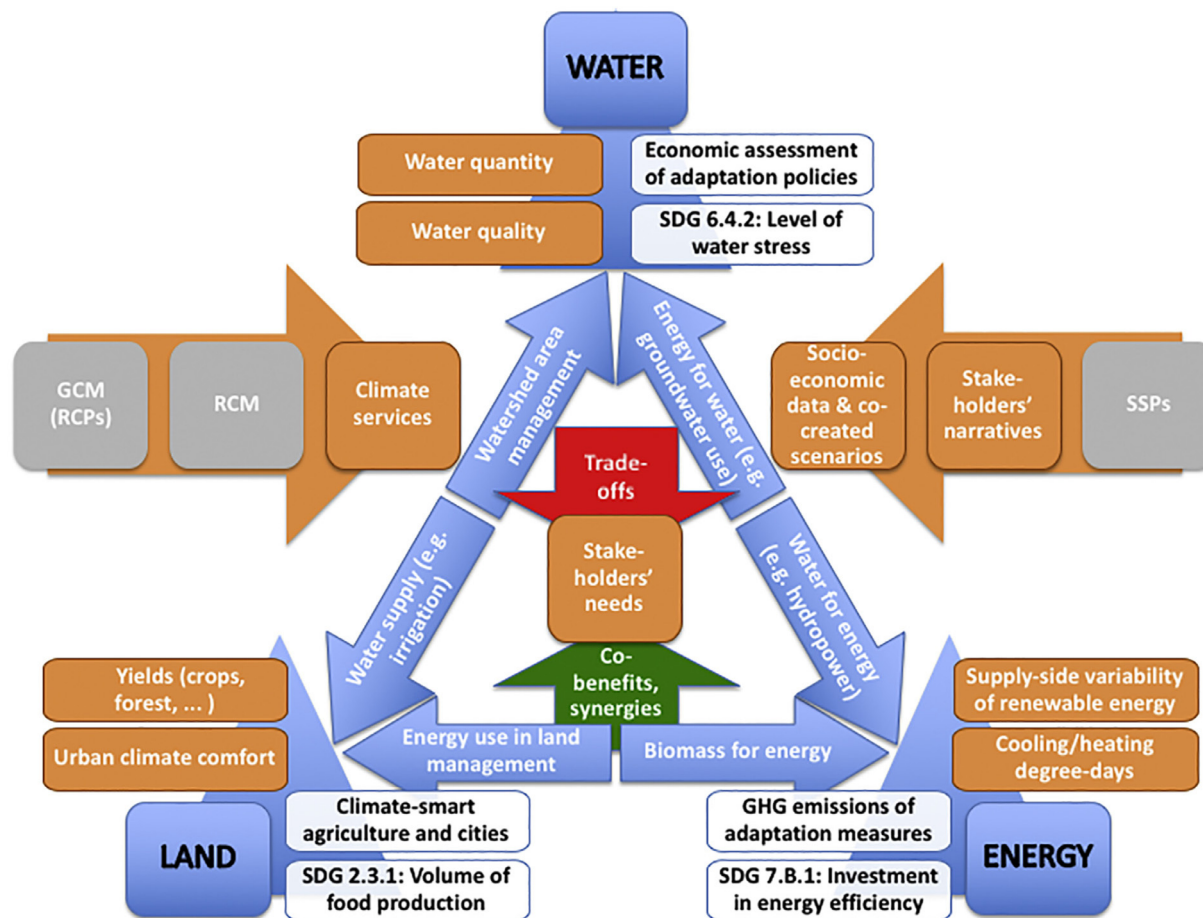 WATER
Water quantity
Economic assessment
of adaptation policies
Water quality
SDG 6.4.2: Level of
water stress
GCM
(RCPs)
RCM
Climate
services
Watershed area
management
Energy for water (e.g.
groundwater use)
Socio-
economic
data & co-
created
scenarios
Stake-
holders'
narratives
SSPs
Trade-
offs
Stake-
holders'
needs
Co-
benefits,
synergies
Water supply (e.g.
irrigation)
Water for energy
(e.g. hydropower)
Yields (crops,
forest, ... )
Urban climate comfort
Energy use in land
management
Biomass for energy
Supply-side variability
of renewable energy
Cooling/heating
degree-days
LAND
Climate-smart
agriculture and cities
SDG 2.3.1: Volume of
food production
GHG emissions of
adaptation measures
SDG 7.B.1: Investment
in energy efficiency
ENERGY